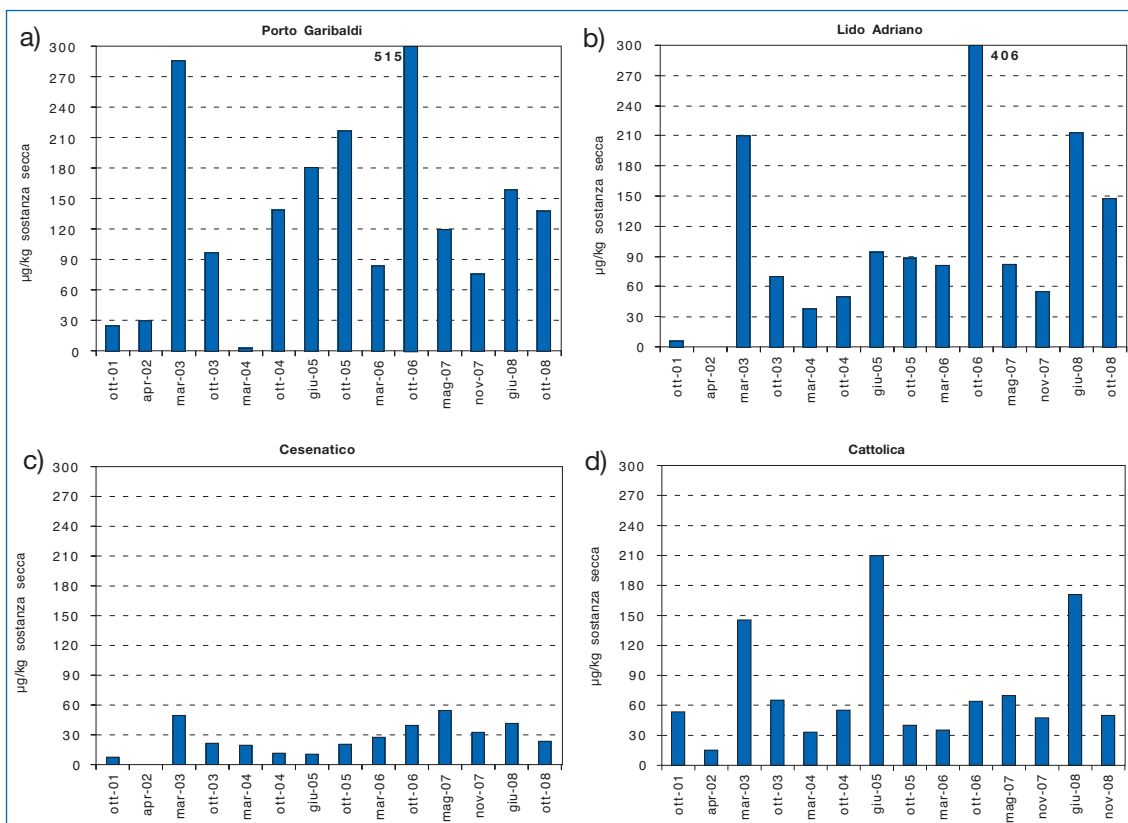 a)
Porto Garibaldi
µg/kg sostanza secca
300
270
240
210
180
150
120
90
60
30
0
515
ott-01
apr-02
mar-03
ott-03
mar-04
ott-04
giu-05
ott-05
mar-06
ott-06
mag-07
nov-07
giu-08
ott-08
b)
Lido Adriano
µg/kg sostanza secca
300
270
240
210
180
150
120
90
60
30
0
406
ott-01
apr-02
mar-03
ott-03
mar-04
ott-04
giu-05
ott-05
mar-06
ott-06
mag-07
nov-07
giu-08
ott-08
c)
Cesenatico
µg/kg sostanza secca
300
270
240
210
180
150
120
90
60
30
0
ott-01
apr-02
mar-03
ott-03
mar-04
ott-04
giu-05
ott-05
mar-06
ott-06
mag-07
nov-07
giu-08
ott-08
d)
Cattolica
µg/kg sostanza secca
300
270
240
210
180
150
120
90
60
30
0
ott-01
apr-02
mar-03
ott-03
mar-04
ott-04
giu-05
ott-05
mar-06
ott-06
mag-07
nov-07
giu-08
nov-08